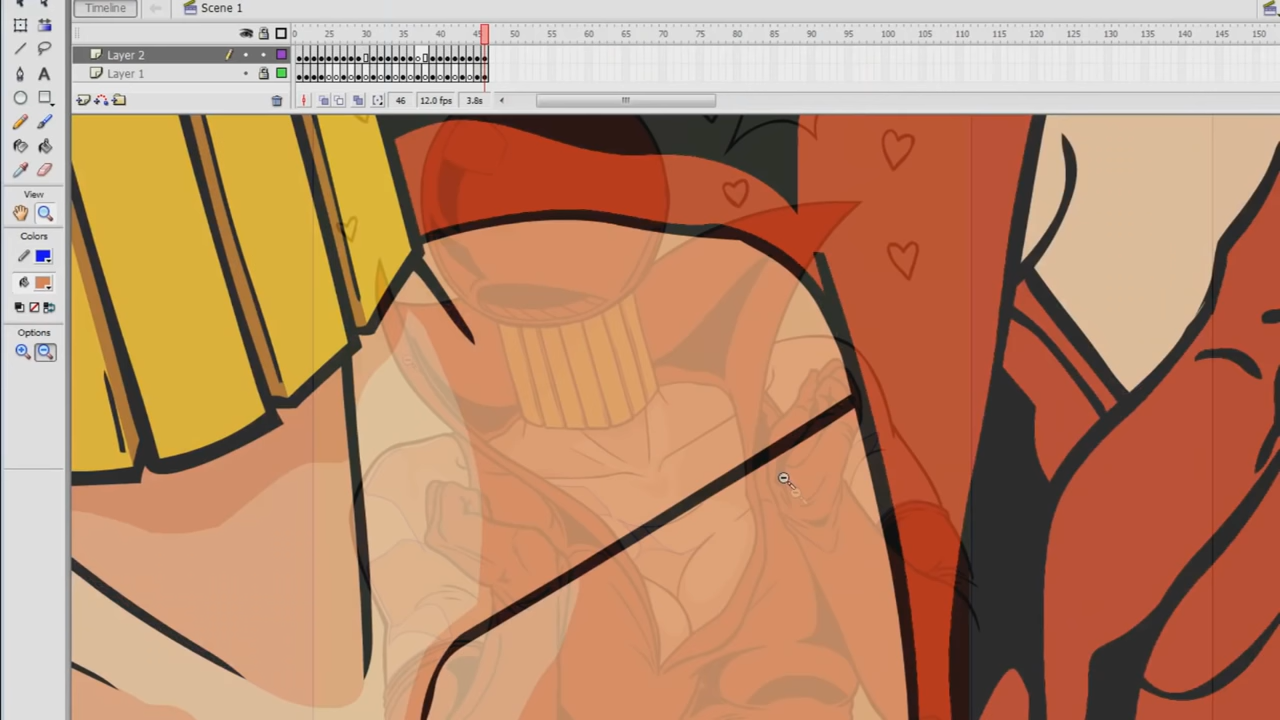 Timeline Scene 1
0 25 30 35 40 45 50 55 60 65 70 75 80 85 90 95 100 105 110 115 120 125 130 135 140 145 150
Layer 2
Layer 1
46 12.0 fps 3.8s
View
Colors
Options